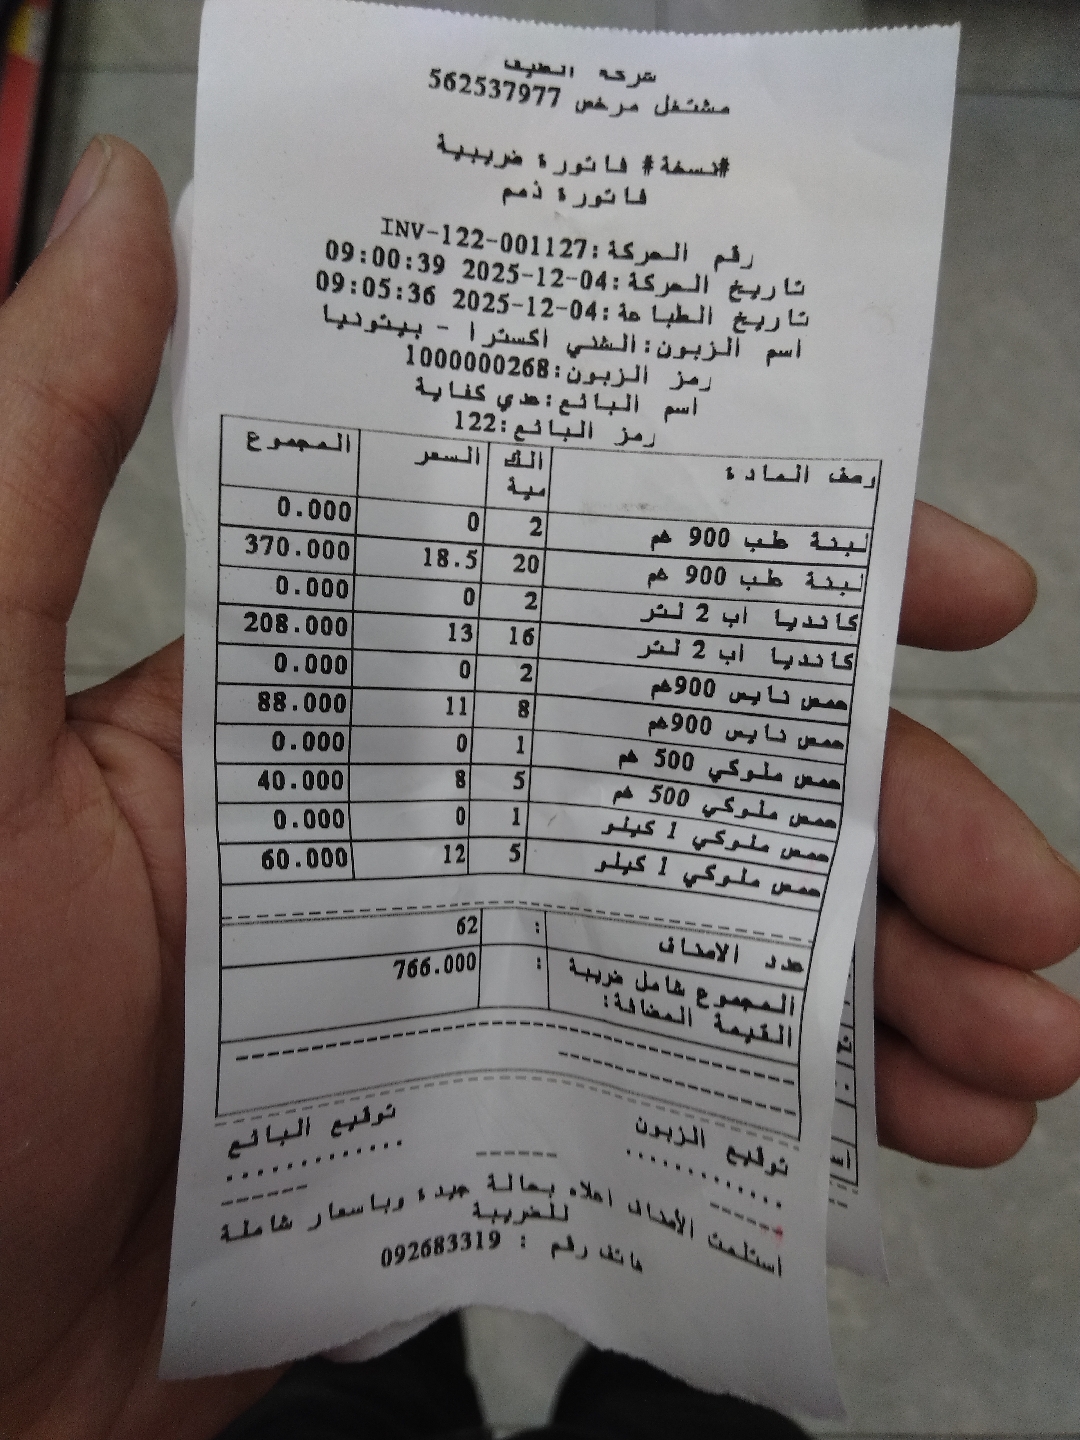 شركة الضيف
مشتغل مرخص 562537977
#نسخة# فاتورة ضريبية
فاتورة ذمم
رقم الحركة:INV-122-001127
تاريخ الحركة:2025-12-04 09:00:39
تاريخ الطباعة:2025-12-04 09:05:36
اسم الزبون:الشني اكسترا - بيتونيا
رمز الزبون:1000000268
اسم البائع:عدي كفاية
رمز البائع:122
وصف المادة الكمية السعر المجموع
لبنة طب 900 غم 2 0 0.000
لبنة طب 900 غم 20 18.5 370.000
كانديا اب 2 لتر 2 0 0.000
كانديا اب 2 لتر 16 13 208.000
حمص نايس 900غم 2 0 0.000
حمص نايس 900غم 8 11 88.000
حمص ملوكي 500 غم 1 0 0.000
حمص ملوكي 500 غم 5 8 40.000
حمص ملوكي 1 كيلو 1 0 0.000
حمص ملوكي 1 كيلو 5 12 60.000
عدد الاصناف : 62
المجموع شامل ضريبة : 766.000
القيمة المضافة:
توقيع الزبون توقيع البائع
............ ............
استلمت الأصناف اعلاه بحالة جيدة وباسعار شاملة
للضريبة
هاتف رقم : 092683319